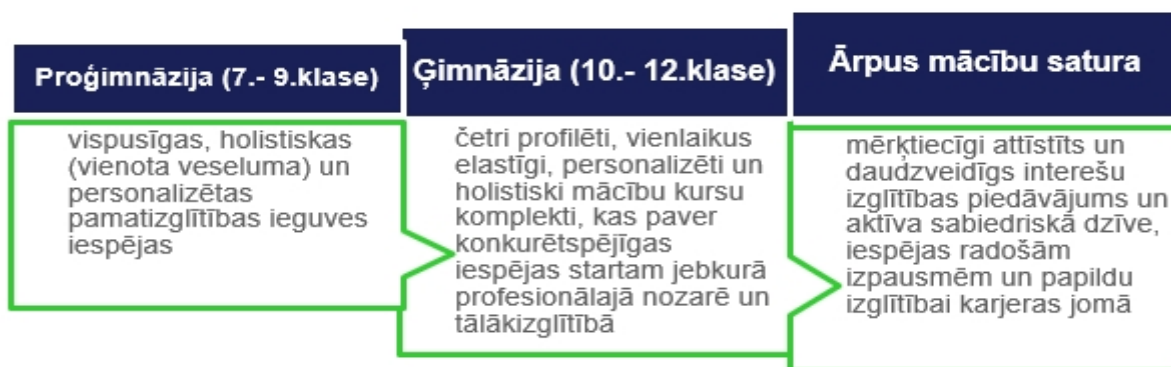 Proģimnāzija (7.- 9.klase)
vispusīgas, holistiskas
(vienota veseluma) un
personalizētas
pamatizglītības ieguves
iespējas
Ģimnāzija (10.- 12.klase)
četri profilēti, vienlaikus
elastīgi, personalizēti un
holistiski mācību kursu
komplekti, kas paver
konkurētspējīgas
iespējas startam jebkurā
profesionālajā nozarē un
tālākizglītībā
Ārpus mācību satura
mērķtiecīgi attīstīts un
daudzveidīgs interešu
izglītības piedāvājums un
aktīva sabiedriskā dzīve,
iespējas radošām
izpausmēm un papildu
izglītībai karjeras jomā